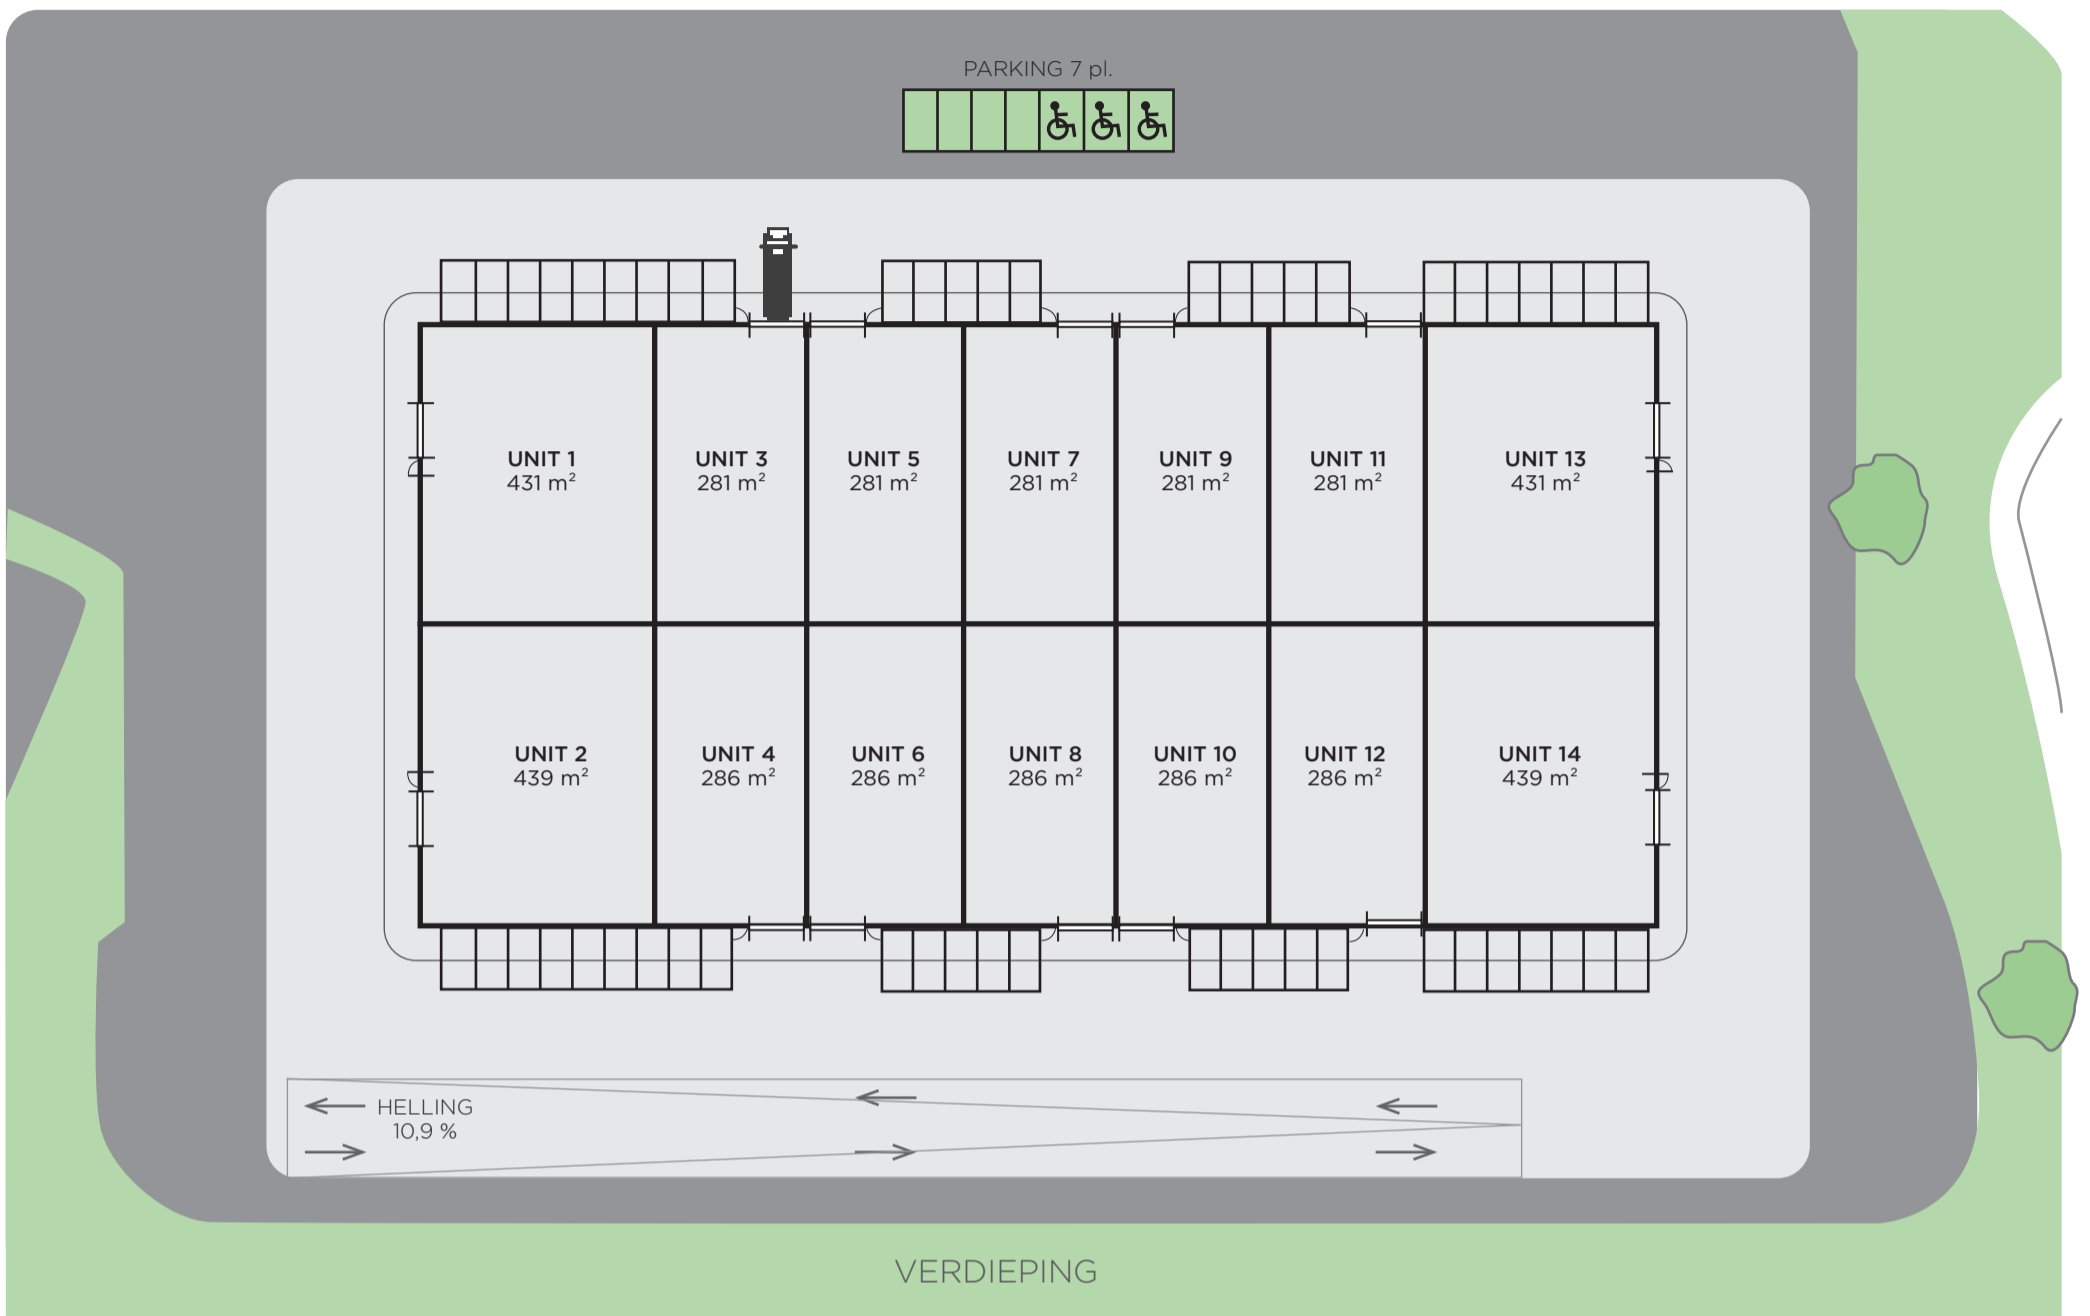 PARKING 7 pl.
UNIT 1
431 m²
UNIT 3
281 m²
UNIT 5
281 m²
UNIT 7
281 m²
UNIT 9
281 m²
UNIT 11
281 m²
UNIT 13
431 m²
UNIT 2
439 m²
UNIT 4
286 m²
UNIT 6
286 m²
UNIT 8
286 m²
UNIT 10
286 m²
UNIT 12
286 m²
UNIT 14
439 m²
HELLING
10,9 %
VERDIEPING